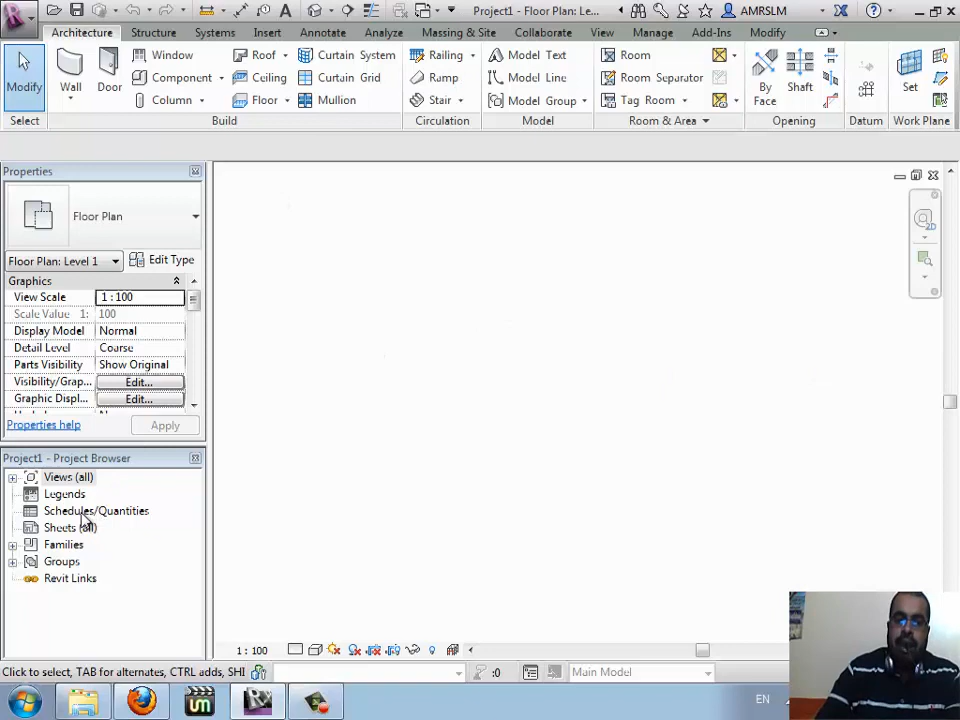 Project1 - Floor Plan: Le...
AMRSLM
Architecture Structure Systems Insert Annotate Analyze Massing & Site Collaborate View Manage Add-Ins Modify
Modify
Wall
Door
Window
Component
Column
Roof
Ceiling
Floor
Curtain System
Curtain Grid
Mullion
Railing
Ramp
Stair
Model Text
Model Line
Model Group
Room
Room Separator
Tag Room
By Face
Shaft
Set
Select Build Circulation Model Room & Area Opening Datum Work Plane
Properties
Floor Plan
Floor Plan: Level 1 Edit Type
Graphics
View Scale 1 : 100
Scale Value 1: 100
Display Model Normal
Detail Level Coarse
Parts Visibility Show Original
Visibility/Grap... Edit...
Graphic Displ... Edit...
Properties help Apply
2D
Project1 - Project Browser
Views (all)
Legends
Schedules/Quantities
Sheets (all)
Families
Groups
Revit Links
1 : 100
Click to select, TAB for alternates, CTRL adds, SHI
:0
Main Model
EN